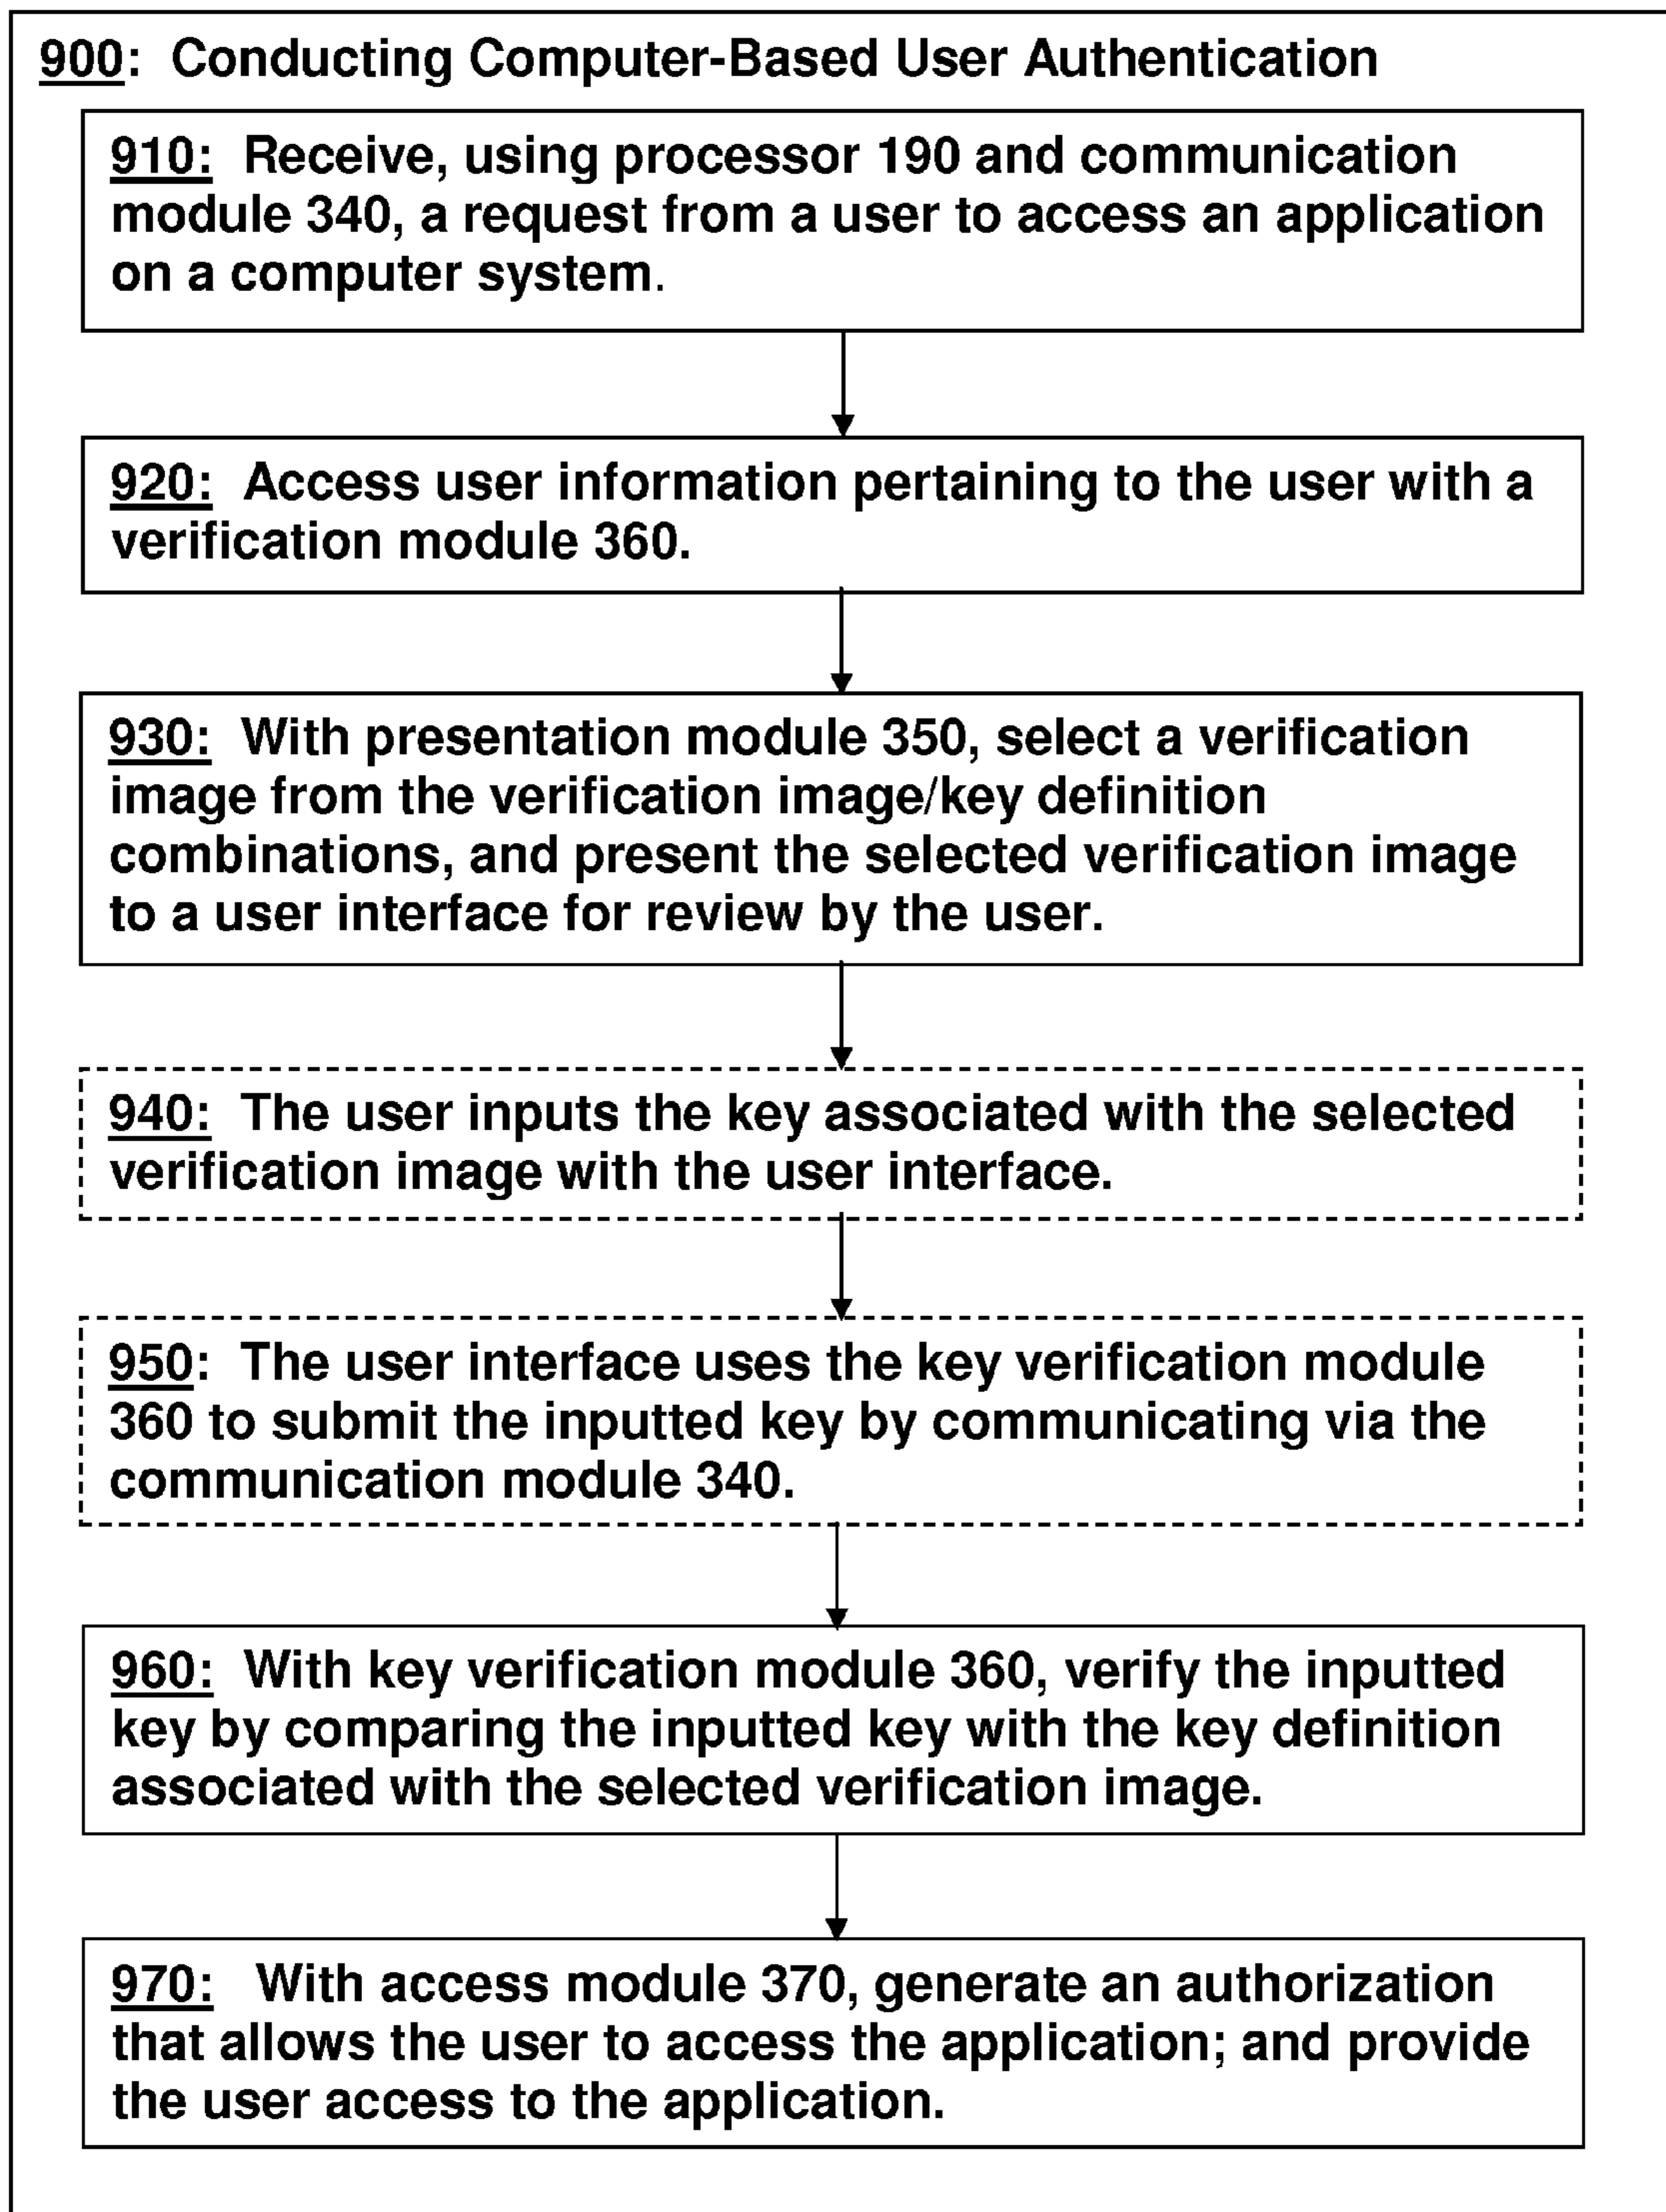 900: Conducting Computer-Based User Authentication
910: Receive, using processor 190 and communication
module 340, a request from a user to access an application
on a computer system.
920: Access user information pertaining to the user with a
verification module 360.
930: With presentation module 350, select a verification
image from the verification image/key definition
combinations, and present the selected verification image
to a user interface for review by the user.
940: The user inputs the key associated with the selected
verification image with the user interface.
950: The user interface uses the key verification module
360 to submit the inputted key by communicating via the
communication module 340.
960: With key verification module 360, verify the inputted
key by comparing the inputted key with the key definition
associated with the selected verification image.
970: With access module 370, generate an authorization
that allows the user to access the application; and provide
the user access to the application.